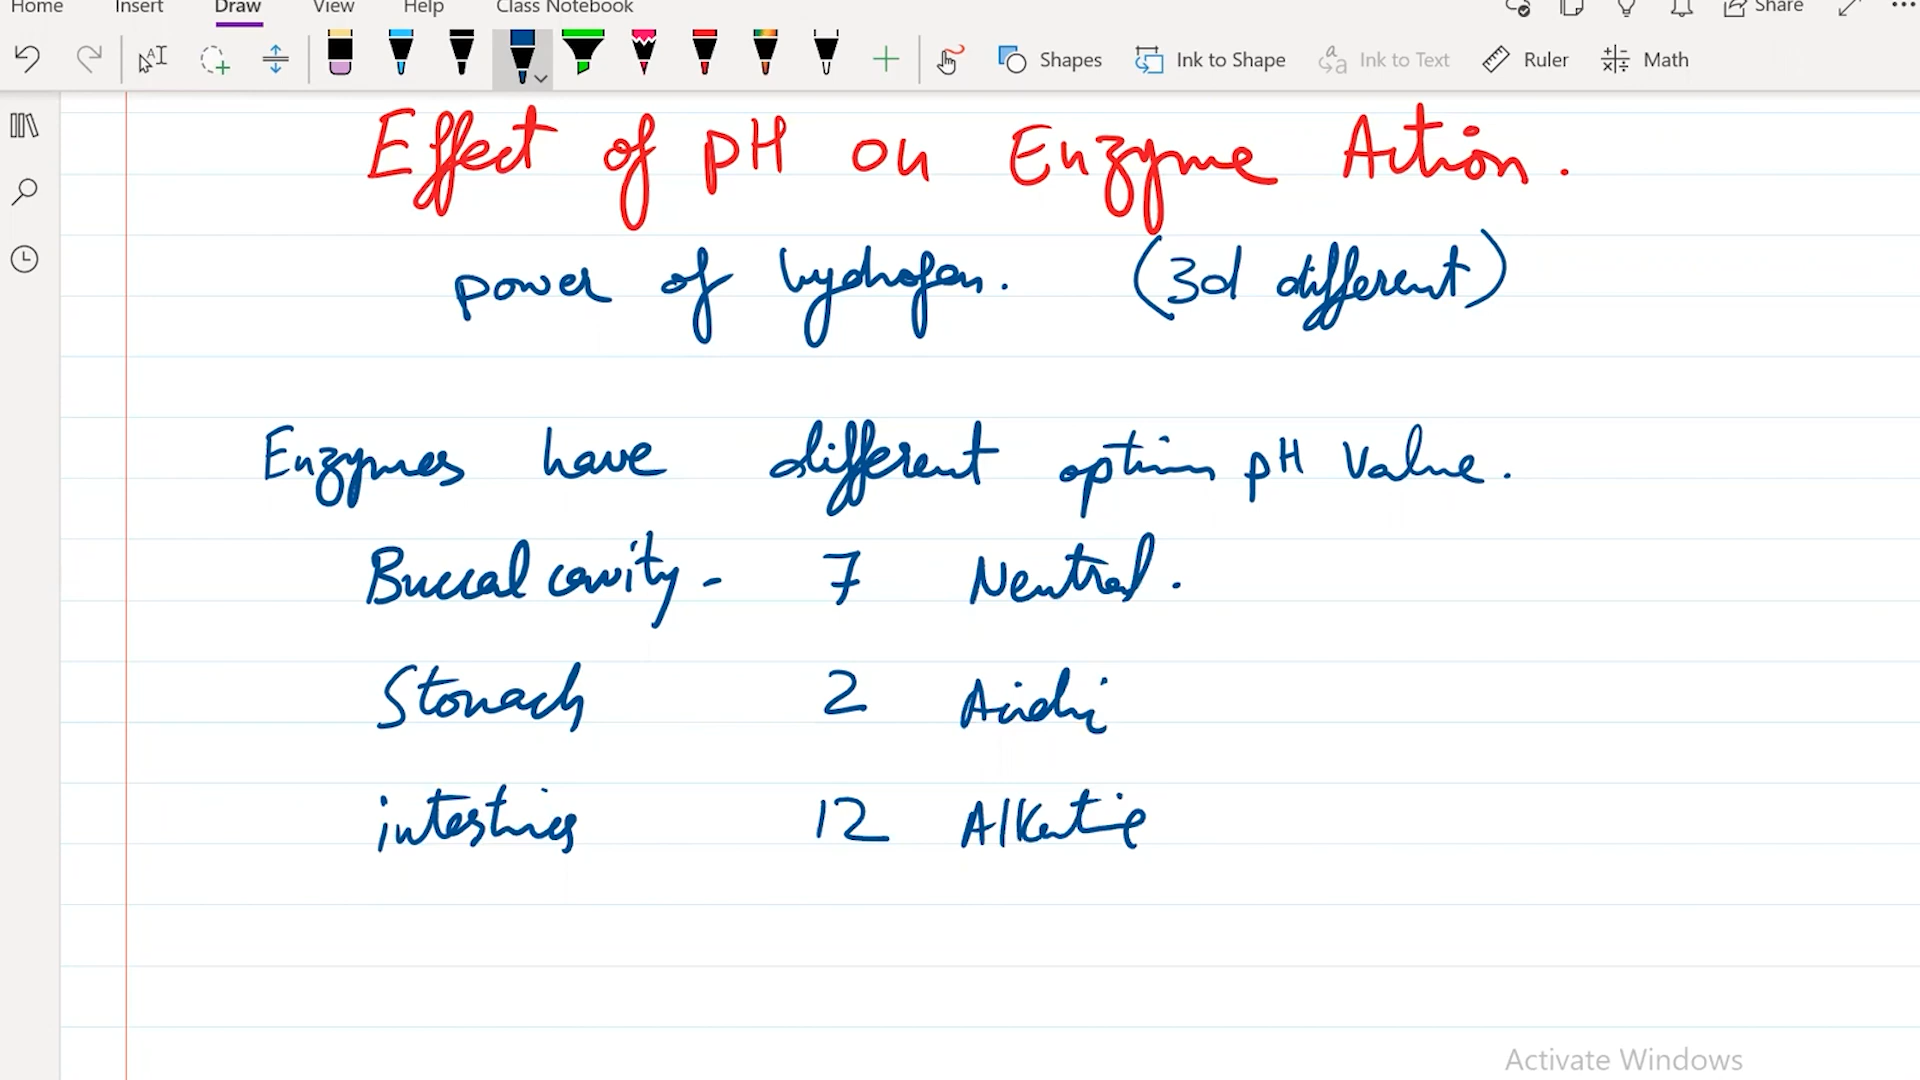 Home Insert Draw View Help Class Notebook Share
Shapes Ink to Shape Ink to Text Ruler Math
Effect of pH on Enzyme Action.
power of hydrogen. (3d different)
Enzymes have different optimum pH Value.
Buccal cavity - 7 Neutral.
Stomach 2 Acidic
intestines 12 Alkaline
Activate Windows